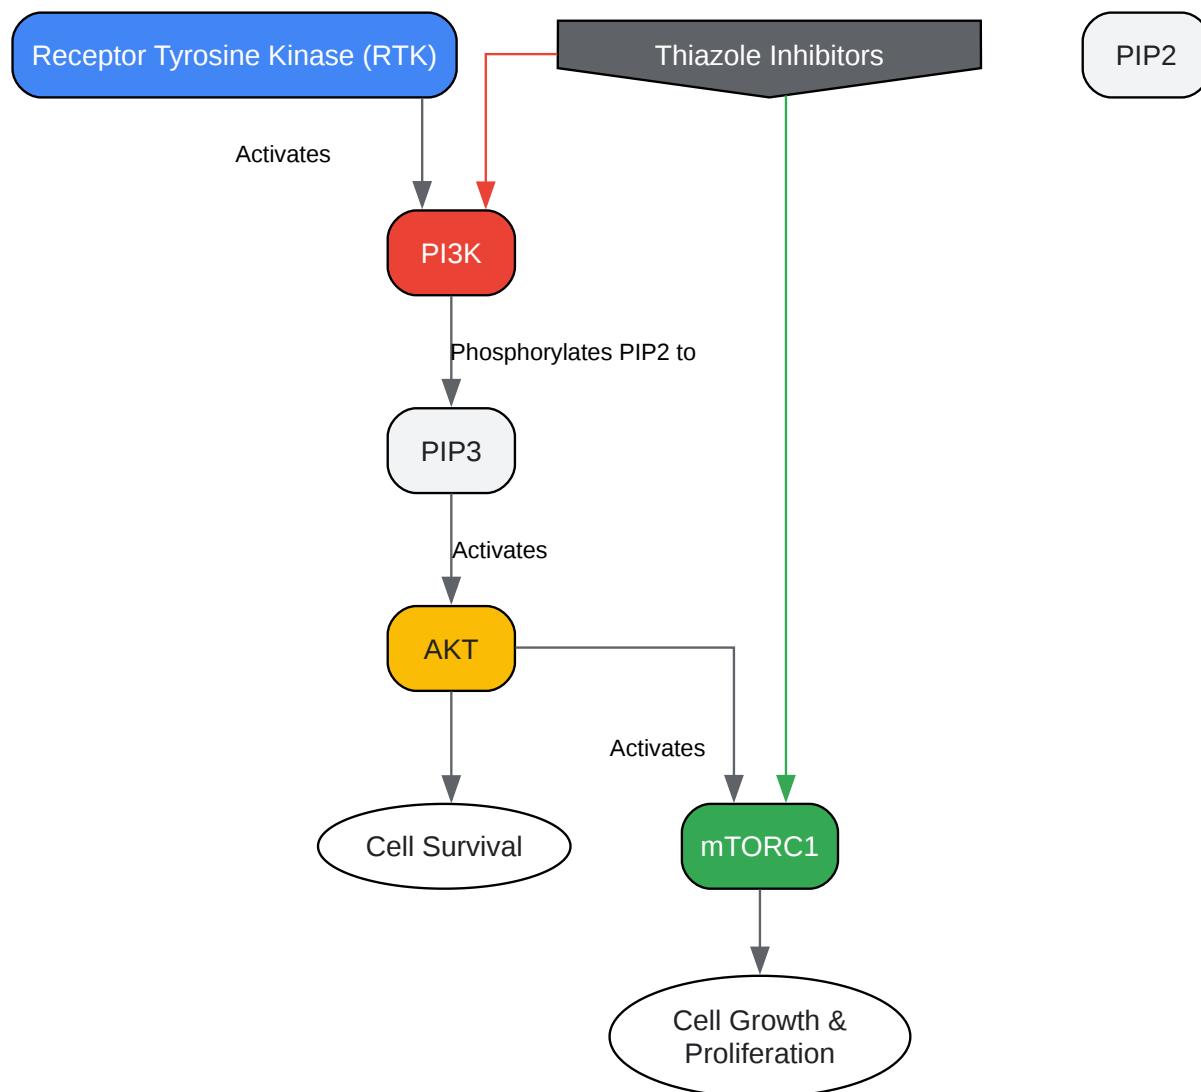 Receptor Tyrosine Kinase (RTK)
Thiazole Inhibitors
PIP2
Activates
PI3K
Phosphorylates PIP2 to
PIP3
Activates
AKT
Activates
Cell Survival
mTORC1
Cell Growth &
Proliferation